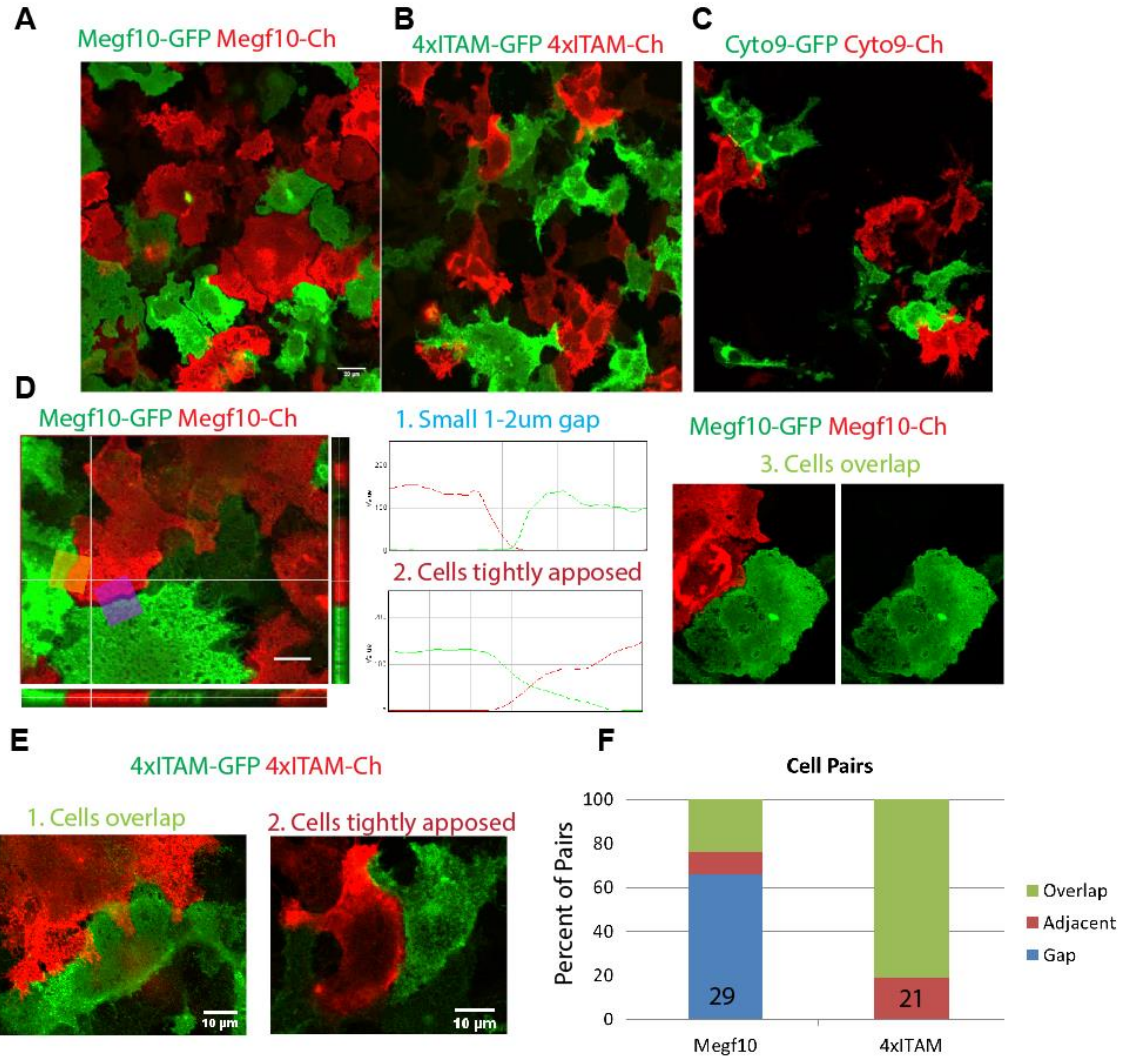 A
B
C
Megf10-GFP Megf10-Ch
4xITAM-GFP 4xITAM-Ch
Cyto9-GFP Cyto9-Ch
D
Megf10-GFP Megf10-Ch
1. Small 1-2um gap
200
100
0
2. Cells tightly apposed
Megf10-GFP Megf10-Ch
3. Cells overlap
E
4xITAM-GFP 4xITAM-Ch
1. Cells overlap
2. Cells tightly apposed
10 µm
10 µm
F
Cell Pairs
Percent of Pairs
100
80
60
40
20
0
29
21
Megf10
4xITAM
Overlap
Adjacent
Gap